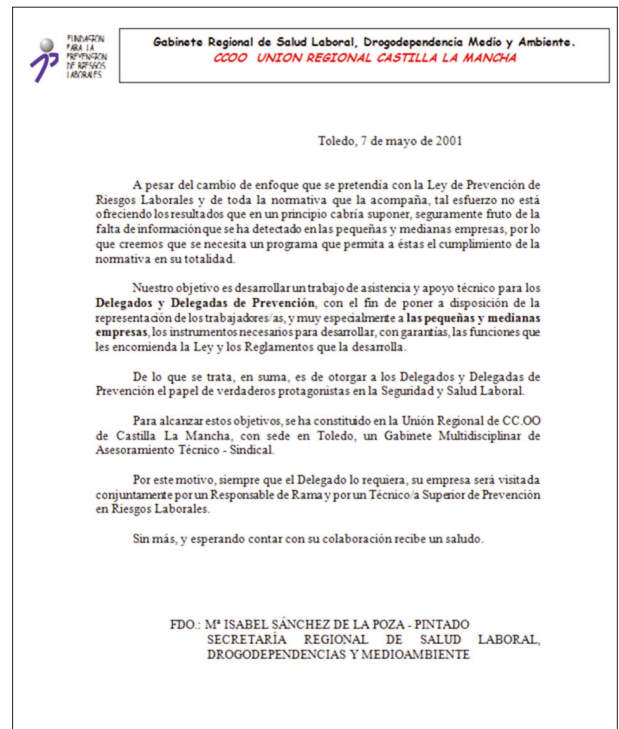 FUNDACION
PARA LA
PREVENCION
DE RIESGOS
LABORALES
Gabinete Regional de Salud Laboral, Drogodependencia Medio y Ambiente.
CCOO UNION REGIONAL CASTILLA LA MANCHA
Toledo, 7 de mayo de 2001
A pesar del cambio de enfoque que se pretendía con la Ley de Prevención de
Riesgos Laborales y de toda la normativa que la acompaña, tal esfuerzo no está
ofreciendo los resultados que en un principio cabría suponer, seguramente fruto de la
falta de información que se ha detectado en las pequeñas y medianas empresas, por lo
que creemos que se necesita un programa que permita a éstas el cumplimiento de la
normativa en su totalidad.
Nuestro objetivo es desarrollar un trabajo de asistencia y apoyo técnico para los
Delegados y Delegadas de Prevención, con el fin de poner a disposición de la
representación de los trabajadores/as, y muy especialmente a las pequeñas y medianas
empresas, los instrumentos necesarios para desarrollar, con garantías, las funciones que
les encomienda la Ley y los Reglamentos que la desarrolla.
De lo que se trata, en suma, es de otorgar a los Delegados y Delegadas de
Prevención el papel de verdaderos protagonistas en la Seguridad y Salud Laboral.
Para alcanzar estos objetivos, se ha constituido en la Unión Regional de CC.OO
de Castilla La Mancha, con sede en Toledo, un Gabinete Multidisciplinar de
Asesoramiento Técnico - Sindical.
Por este motivo, siempre que el Delegado lo requiera, su empresa será visitada
conjuntamente por un Responsable de Rama y por un Técnico/a Superior de Prevención
en Riesgos Laborales.
Sin más, y esperando contar con su colaboración recibe un saludo.
FDO.: Mª ISABEL SÁNCHEZ DE LA POZA - PINTADO
SECRETARÍA REGIONAL DE SALUD LABORAL,
DROGODEPENDENCIAS Y MEDIOAMBIENTE